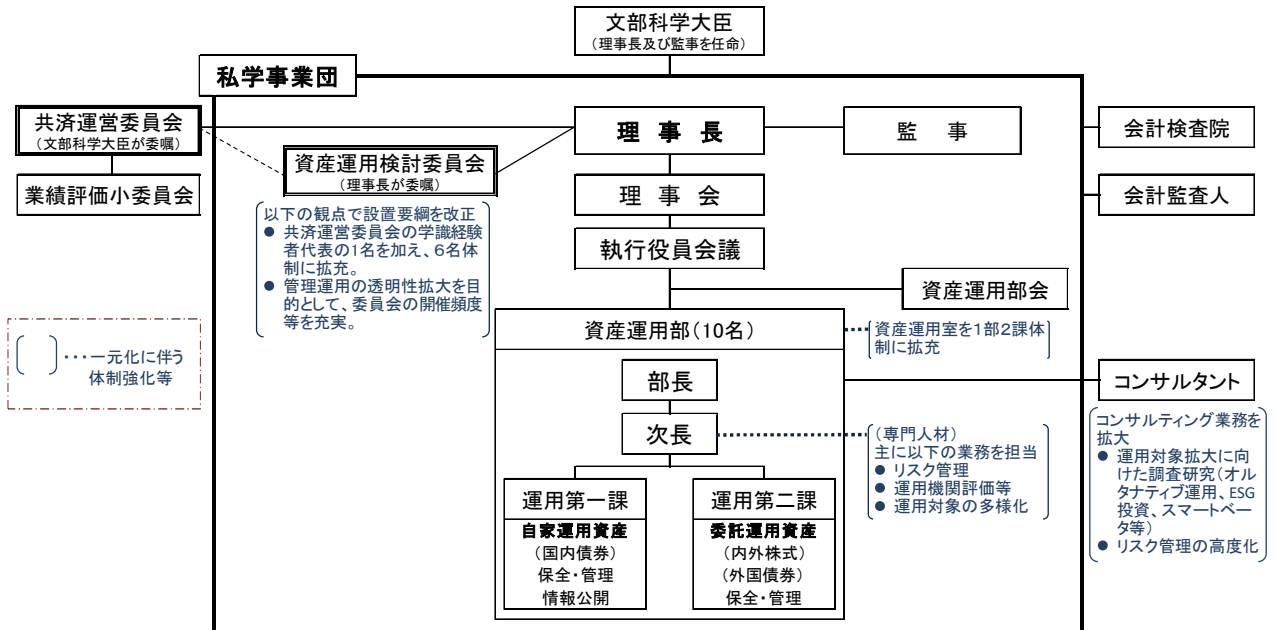 文部科学大臣
(理事長及び監事を任命)
私学事業団
共済運営委員会
(文部科学大臣が委嘱)
業績評価小委員会
資産運用検討委員会
(理事長が委嘱)
以下の観点で設置要綱を改正
● 共済運営委員会の学識経験
者代表の1名を加え、6名体
制に拡充。
● 管理運用の透明性拡大を目
的として、委員会の開催頻度
等を充実。
理 事 長
監 事
会計検査院
理 事 会
会計監査人
執行役員会議
資産運用部会
資産運用部(10名)
資産運用室を1部2課体
制に拡充
・・・一元化に伴う
体制強化等
部長
次長
(専門人材)
主に以下の業務を担当
● リスク管理
● 運用機関評価等
● 運用対象の多様化
コンサルタント
コンサルティング業務を
拡大
● 運用対象拡大に向
けた調査研究(オル
タナティブ運用、ESG
投資、スマートベー
タ等)
● リスク管理の高度化
運用第一課
自家運用資産
(国内債券)
保全・管理
情報公開
運用第二課
委託運用資産
(内外株式)
(外国債券)
保全・管理